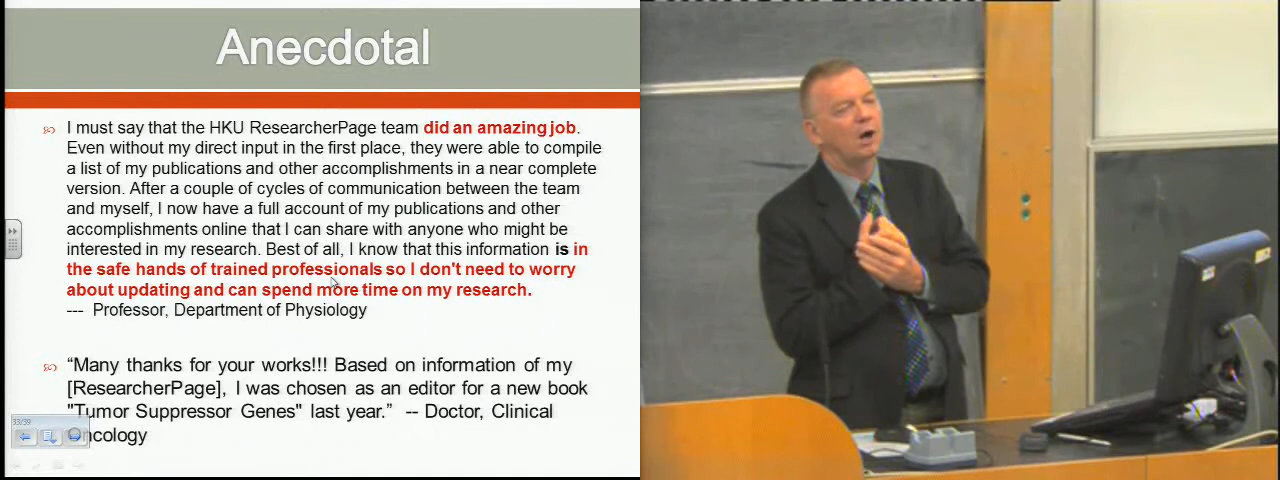 Anecdotal
I must say that the HKU ResearcherPage team did an amazing job.
Even without my direct input in the first place, they were able to compile
a list of my publications and other accomplishments in a near complete
version. After a couple of cycles of communication between the team
and myself, I now have a full account of my publications and other
accomplishments online that I can share with anyone who might be
interested in my research. Best of all, I know that this information is in
the safe hands of trained professionals so I don't need to worry
about updating and can spend more time on my research.
--- Professor, Department of Physiology
“Many thanks for your works!!! Based on information of my
[ResearcherPage], I was chosen as an editor for a new book
"Tumor Suppressor Genes" last year.” -- Doctor, Clinical
Oncology
33/39